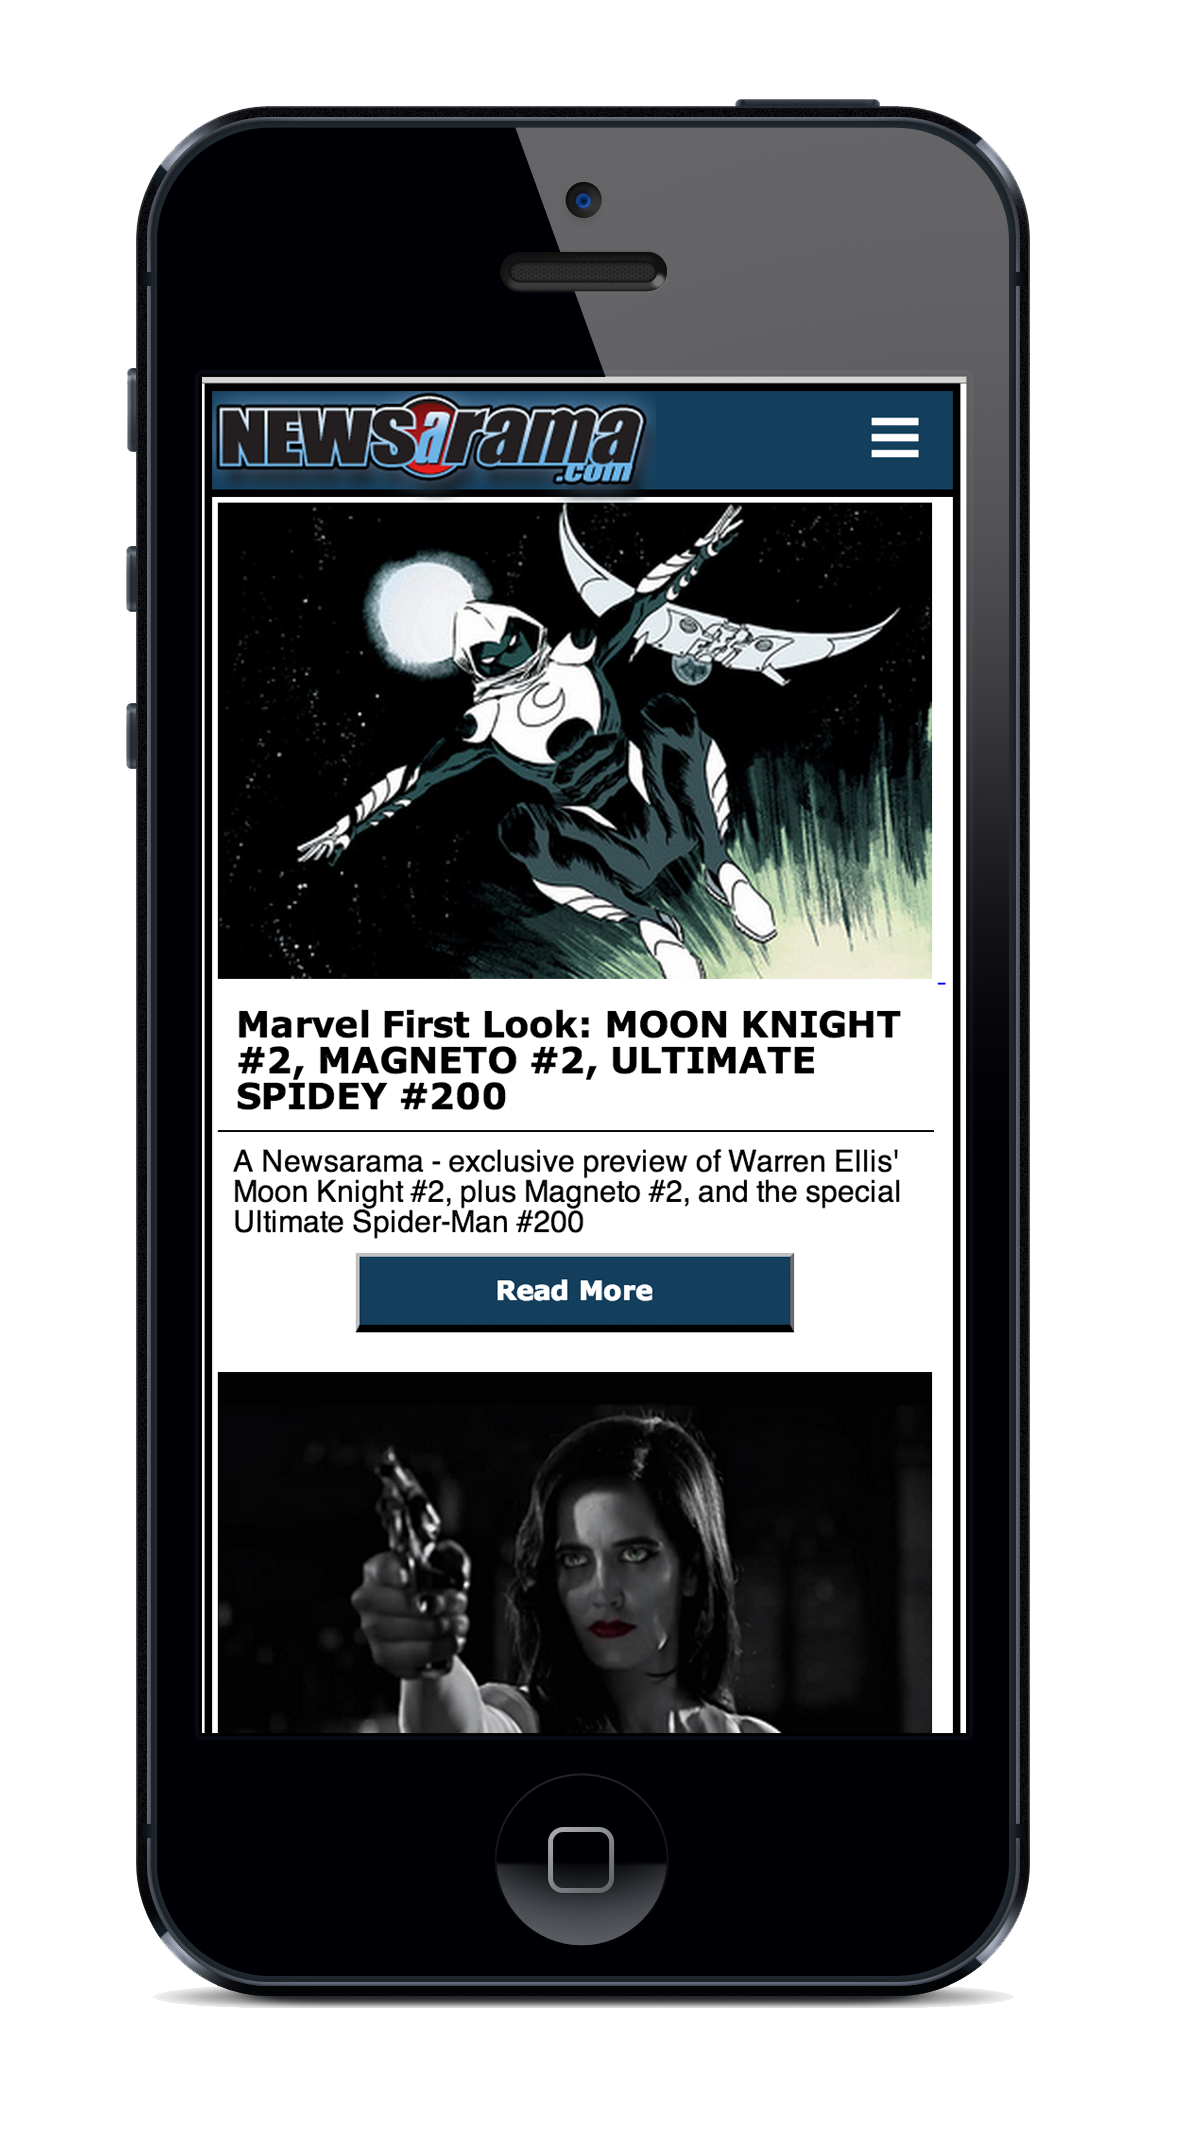 NEWSarama
.com
Marvel First Look: MOON KNIGHT
#2, MAGNETO #2, ULTIMATE
SPIDEY #200
A Newsarama - exclusive preview of Warren Ellis'
Moon Knight #2, plus Magneto #2, and the special
Ultimate Spider-Man #200
Read More